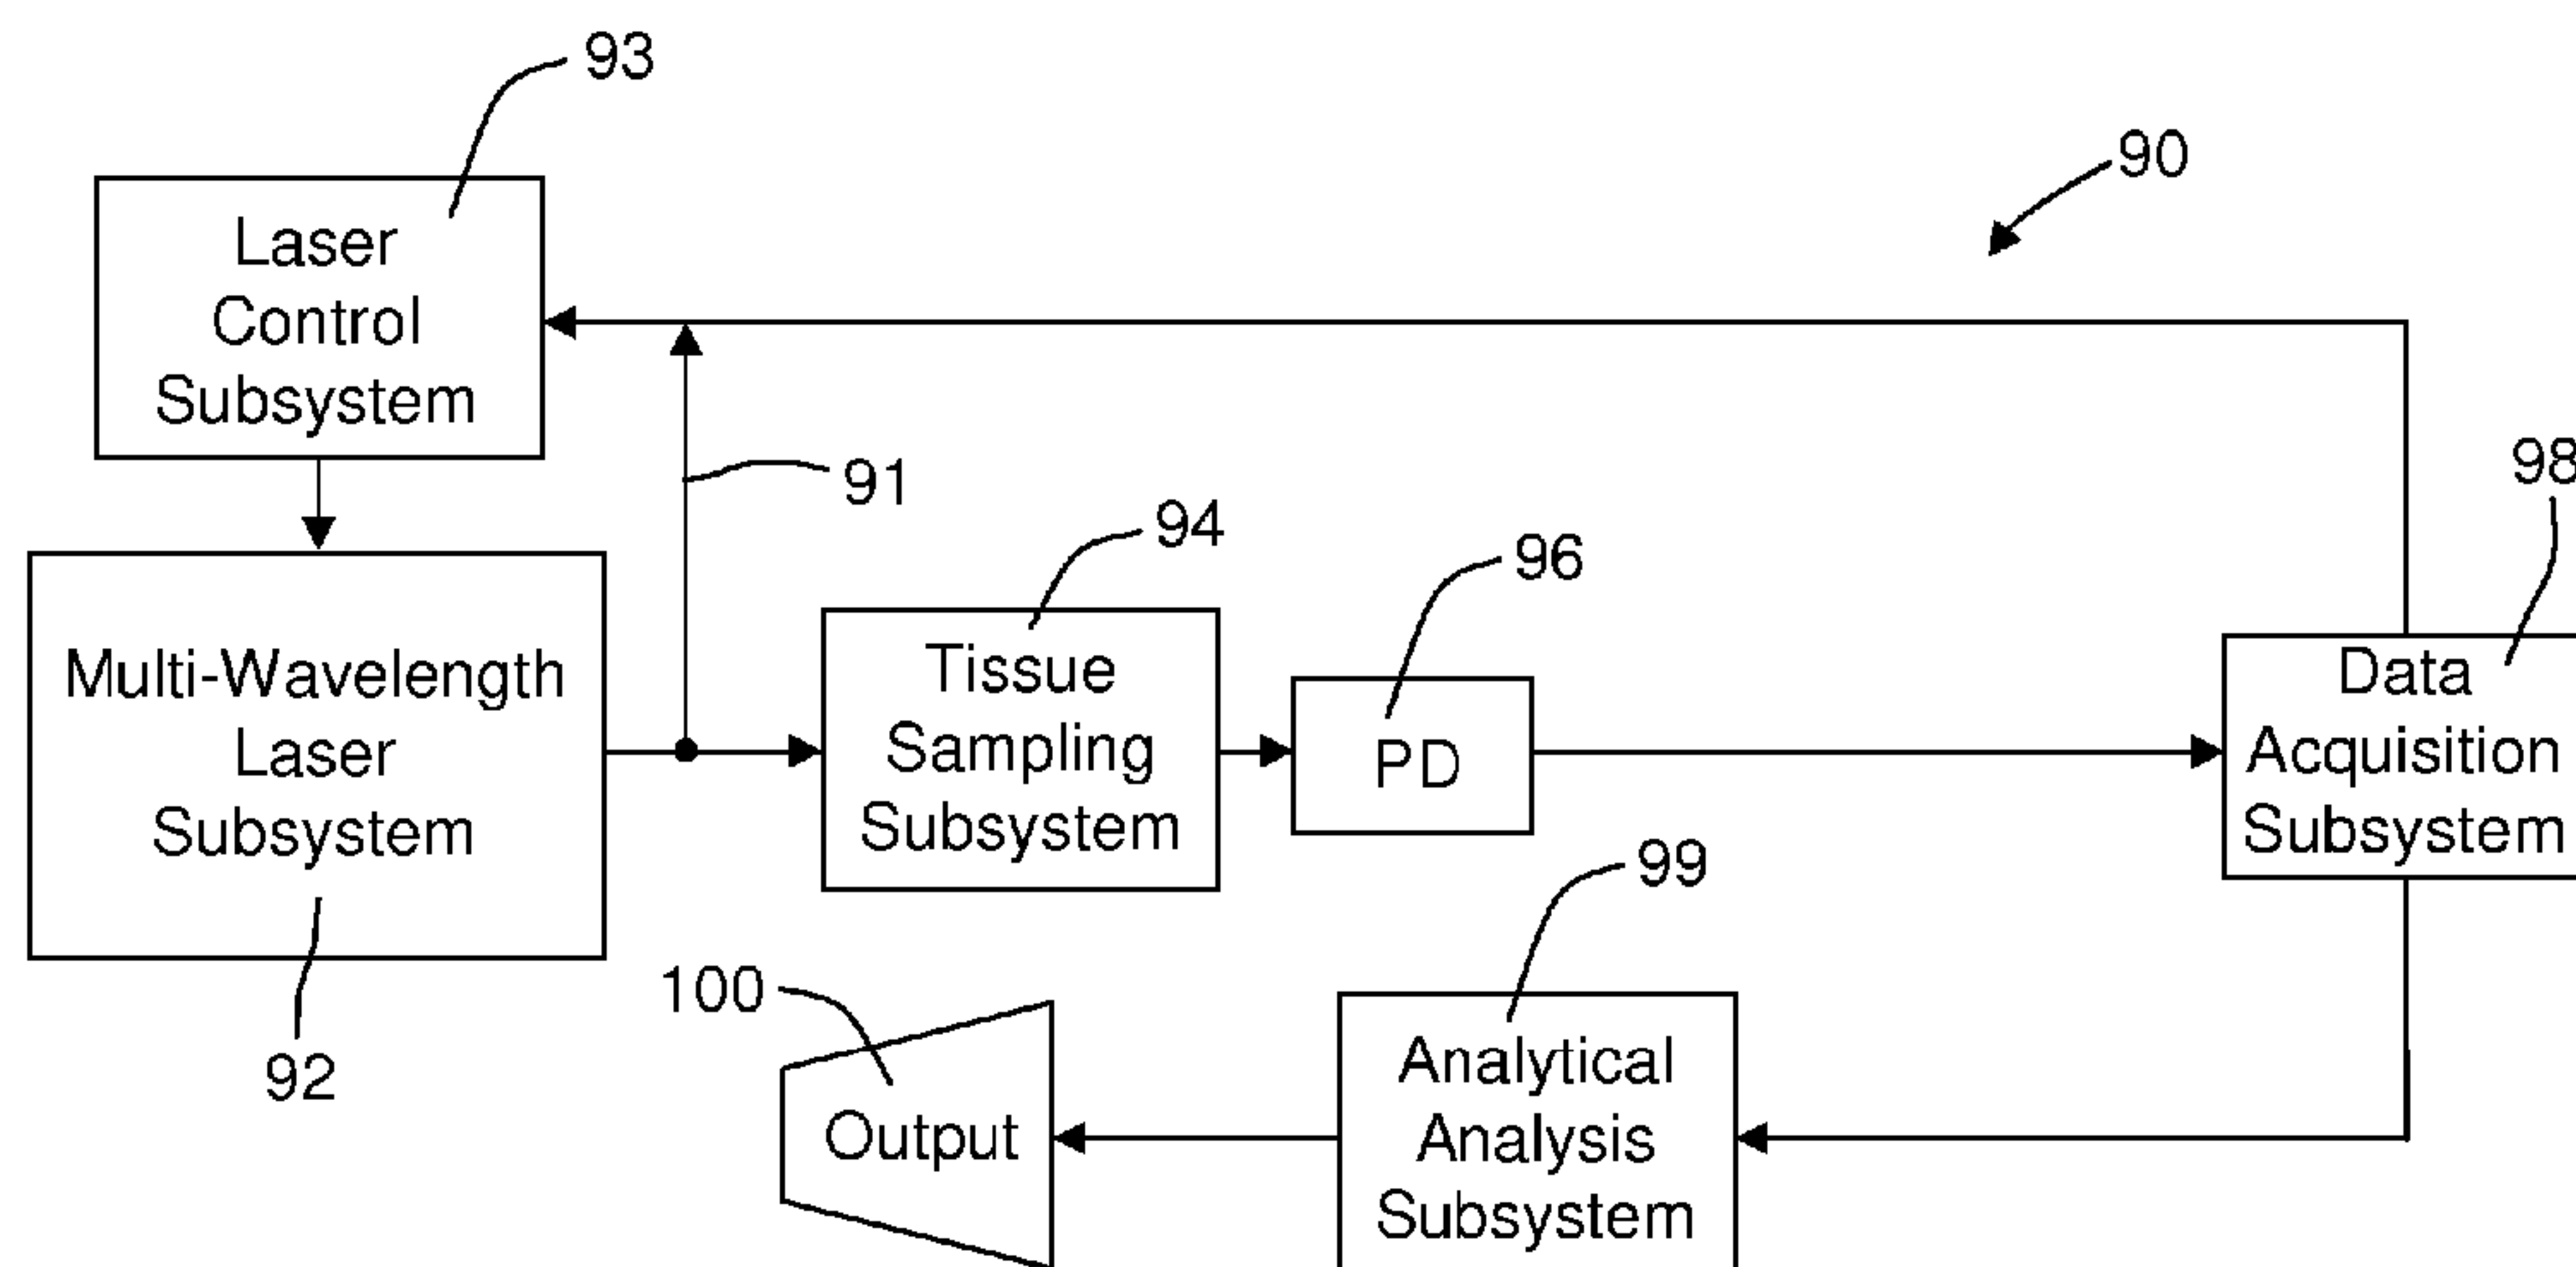 93
90
Laser
Control
Subsystem
91
98
94
96
Multi-Wavelength
Laser
Subsystem
Tissue
Sampling
Subsystem
PD
Data
Acquisition
Subsystem
99
100
92
Output
Analytical
Analysis
Subsystem